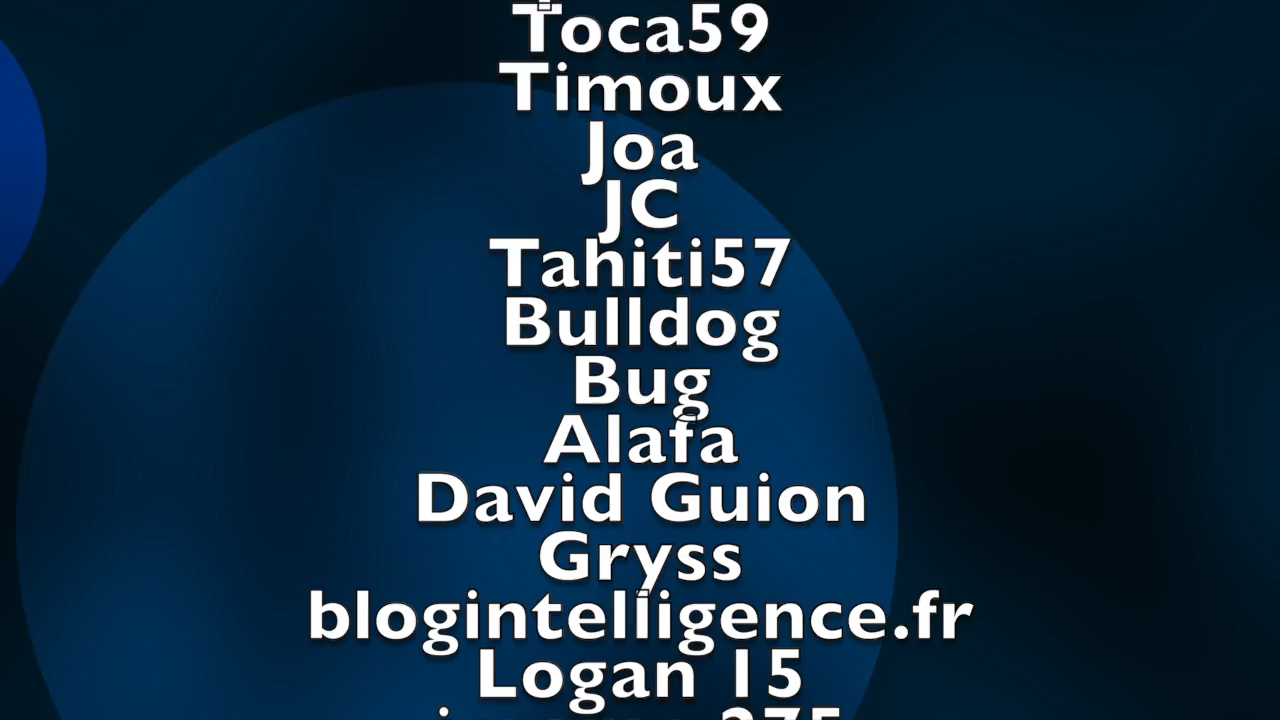 Toca59
Timoux
Joa
JC
Tahiti57
Bulldog
Bug
Alafa
David Guion
Gryss
blogintelligence.fr
Logan 15